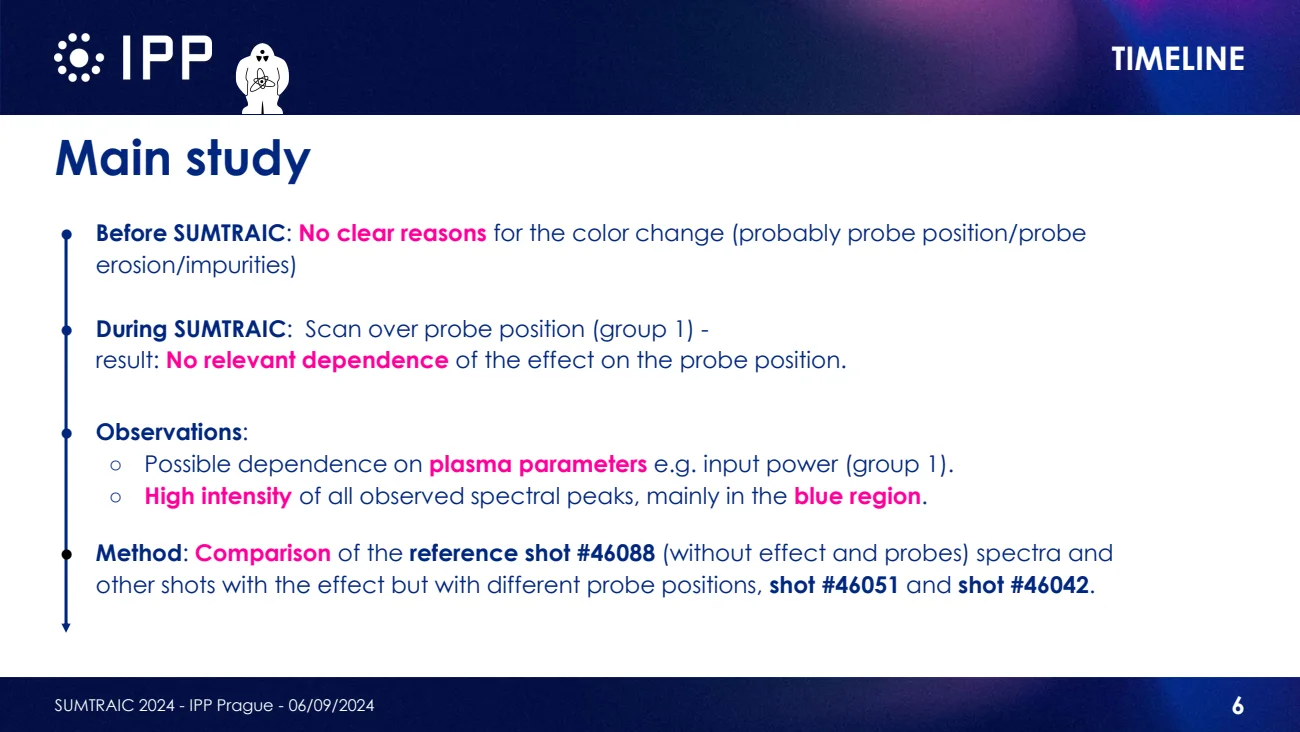 IPP
TIMELINE
Main study
Before SUMTRAIC: No clear reasons for the color change (probably probe position/probe
erosion/impurities)
During SUMTRAIC: Scan over probe position (group 1) -
result: No relevant dependence of the effect on the probe position.
Observations:
○ Possible dependence on plasma parameters e.g. input power (group 1).
○ High intensity of all observed spectral peaks, mainly in the blue region.
Method: Comparison of the reference shot #46088 (without effect and probes) spectra and
other shots with the effect but with different probe positions, shot #46051 and shot #46042.
SUMTRAIC 2024 - IPP Prague - 06/09/2024
6